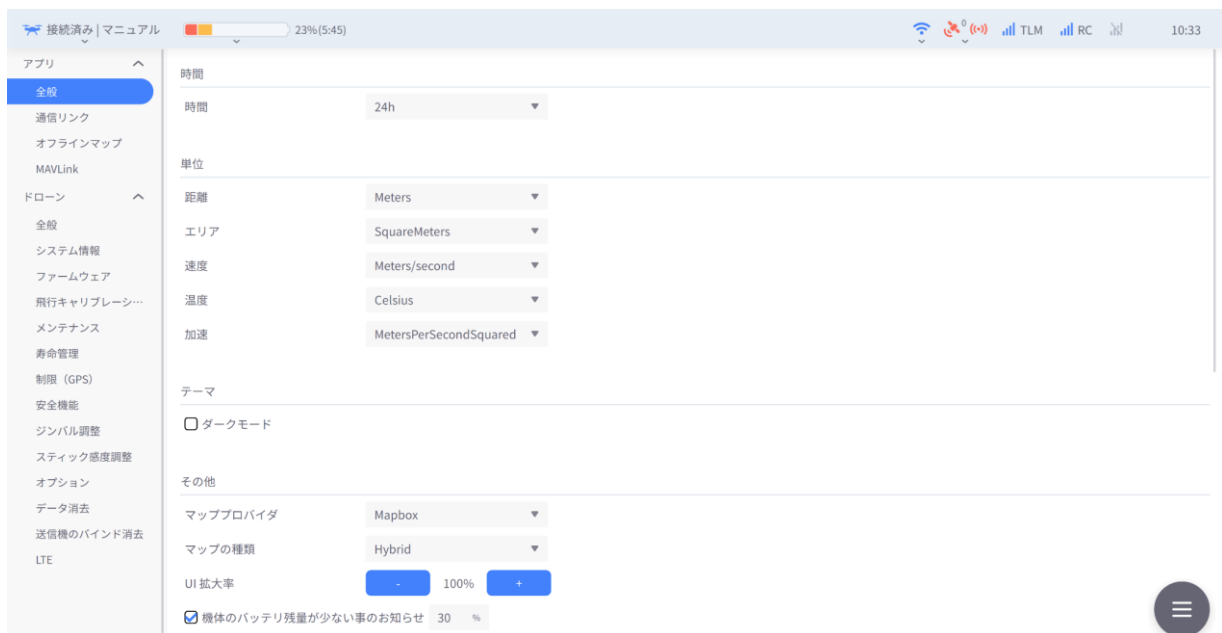 接続済み | マニュアル 23%(5:45) 0 TLM RC 10:33
アプリ
全般
通信リンク
オフラインマップ
MAVLink
ドローン
全般
システム情報
ファームウェア
飛行キャリブレーシ…
メンテナンス
寿命管理
制限（GPS）
安全機能
ジンバル調整
スティック感度調整
オプション
データ消去
送信機のバインド消去
LTE
時間
時間 24h
単位
距離 Meters
エリア SquareMeters
速度 Meters/second
温度 Celsius
加速 MetersPerSecondSquared
テーマ
ダークモード
その他
マッププロバイダ Mapbox
マップの種類 Hybrid
UI 拡大率 - 100% +
機体のバッテリ残量が少ない事のお知らせ 30 %